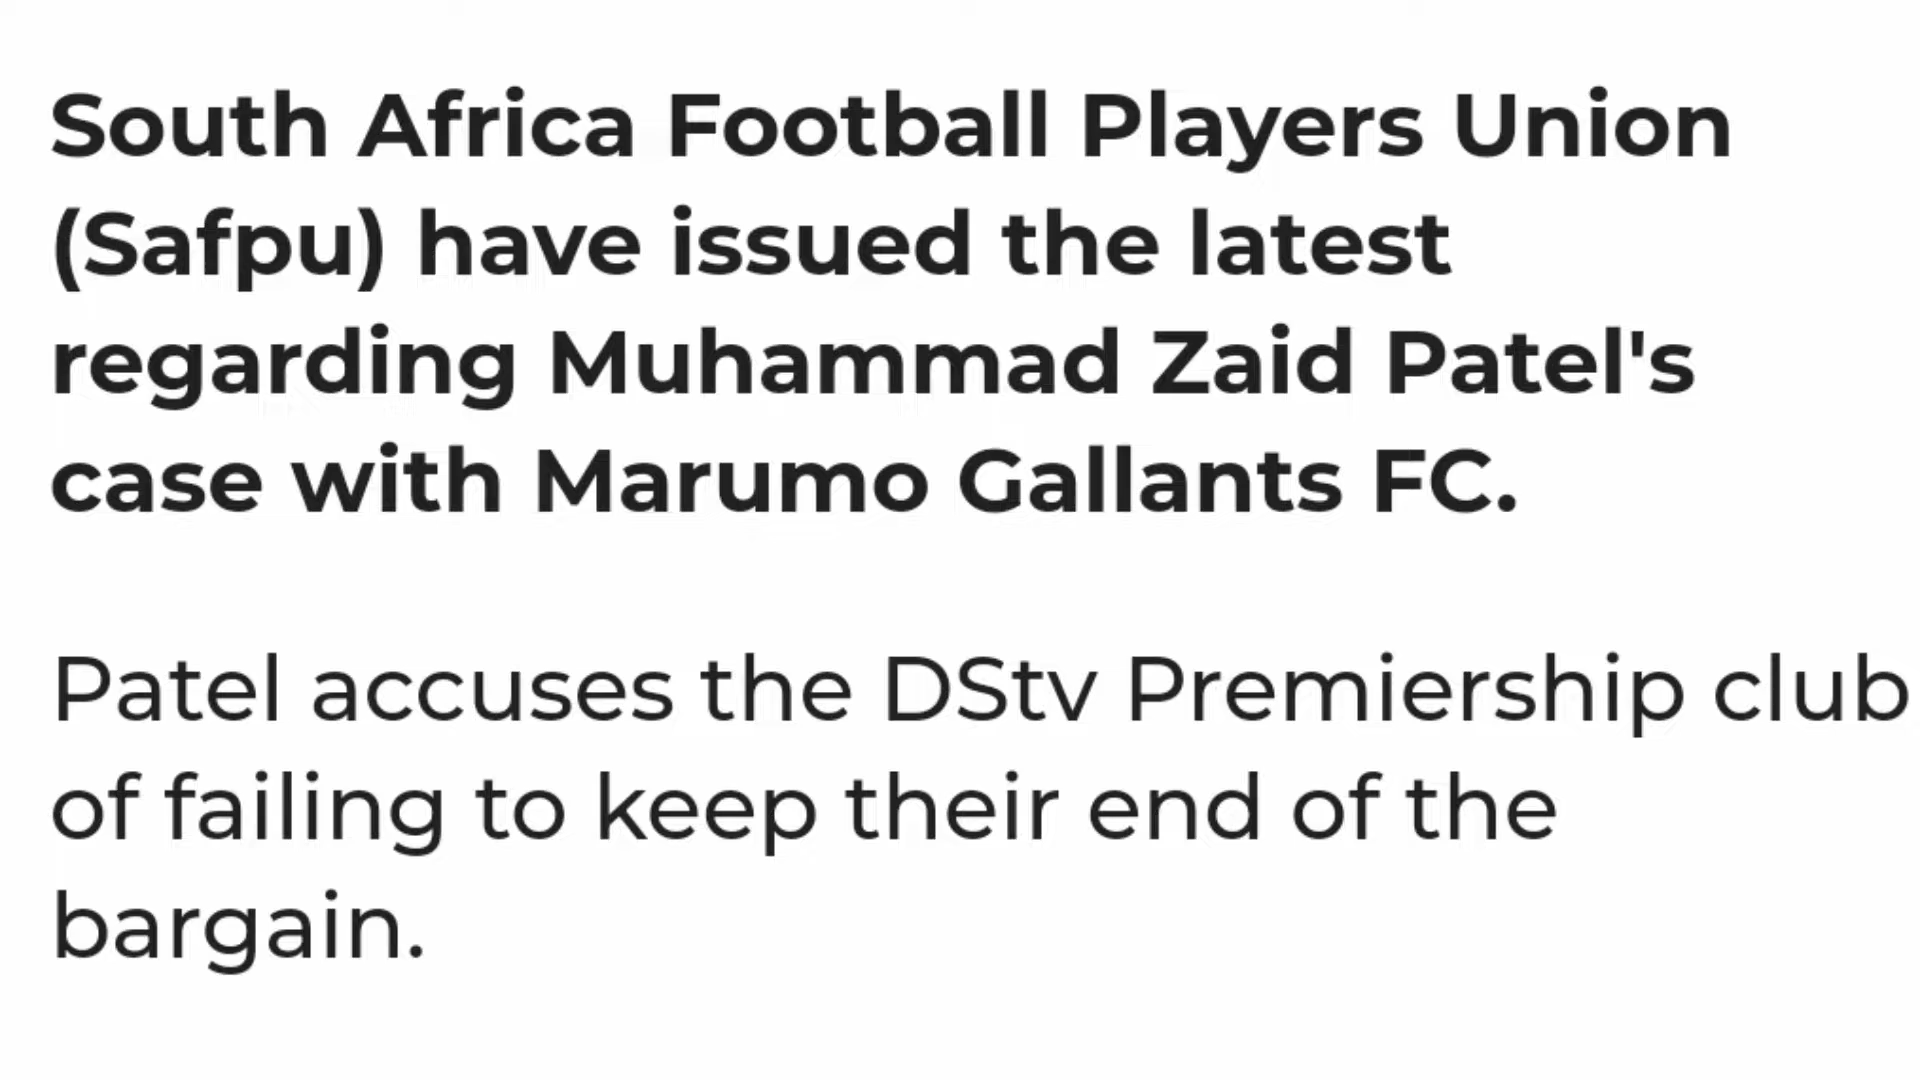 South Africa Football Players Union
(Safpu) have issued the latest
regarding Muhammad Zaid Patel's
case with Marumo Gallants FC.
Patel accuses the DStv Premiership club
of failing to keep their end of the
bargain.